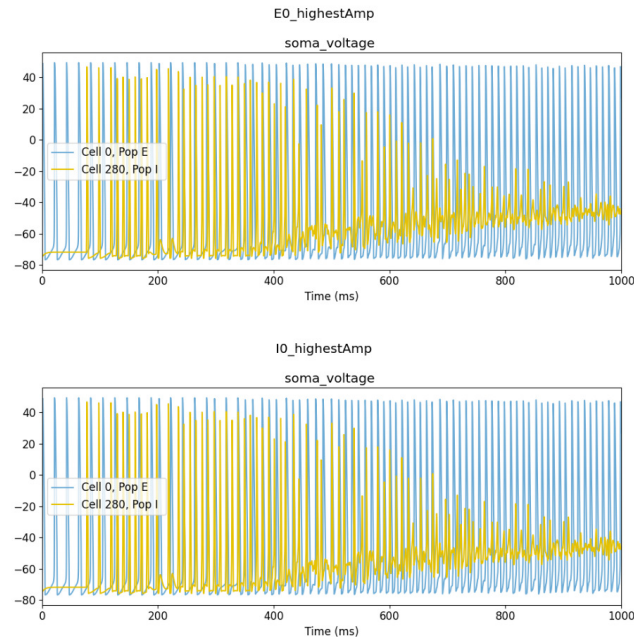 E0_highestAmp
soma_voltage
40
20
0
−20
−40
−60
−80
Cell 0, Pop E
Cell 280, Pop I
0
200
400
600
800
1000
Time (ms)
I0_highestAmp
soma_voltage
40
20
0
−20
−40
−60
−80
Cell 0, Pop E
Cell 280, Pop I
0
200
400
600
800
1000
Time (ms)